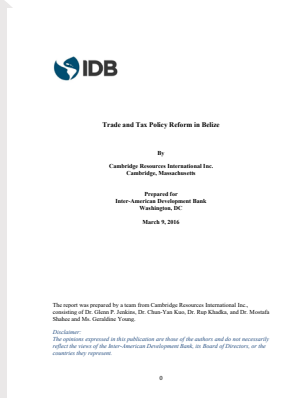 IDB
Trade and Tax Policy Reform in Belize
By
Cambridge Resources International Inc.
Cambridge, Massachusetts
Prepared for
Inter-American Development Bank
Washington, DC
March 9, 2016
The report was prepared by a team from Cambridge Resources International Inc.,
consisting of Dr. Glenn P. Jenkins, Dr. Chun-Yan Kuo, Dr. Rup Khadka, and Dr. Mostafa
Shahee and Ms. Geraldine Young.
Disclaimer:
The opinions expressed in this publication are those of the authors and do not necessarily
reflect the views of the Inter-American Development Bank, its Board of Directors, or the
countries they represent.
0